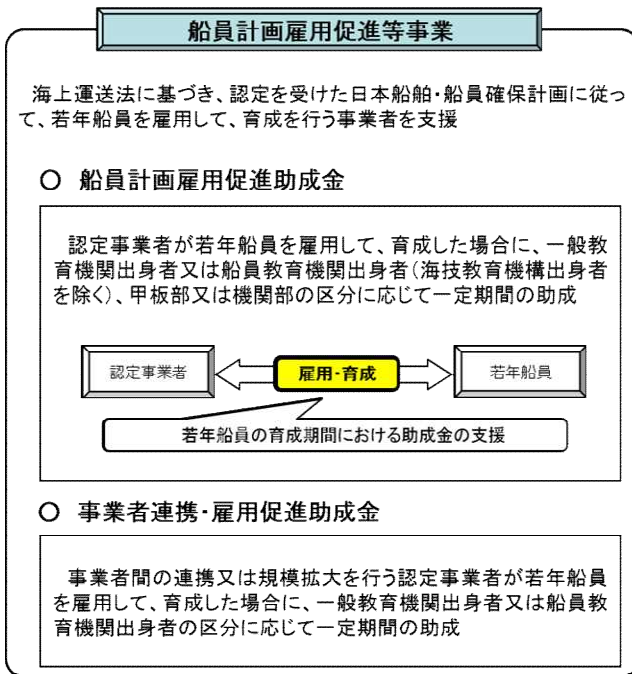 船員計画雇用促進等事業
海上運送法に基づき、認定を受けた日本船舶・船員確保計画に従っ
て、若年船員を雇用して、育成を行う事業者を支援
○ 船員計画雇用促進助成金
認定事業者が若年船員を雇用して、育成した場合に、一般教
育機関出身者又は船員教育機関出身者(海技教育機構出身者
を除く)、甲板部又は機関部の区分に応じて一定期間の助成
認定事業者
雇用・育成
若年船員
若年船員の育成期間における助成金の支援
○ 事業者連携・雇用促進助成金
事業者間の連携又は規模拡大を行う認定事業者が若年船員
を雇用して、育成した場合に、一般教育機関出身者又は船員教
育機関出身者の区分に応じて一定期間の助成